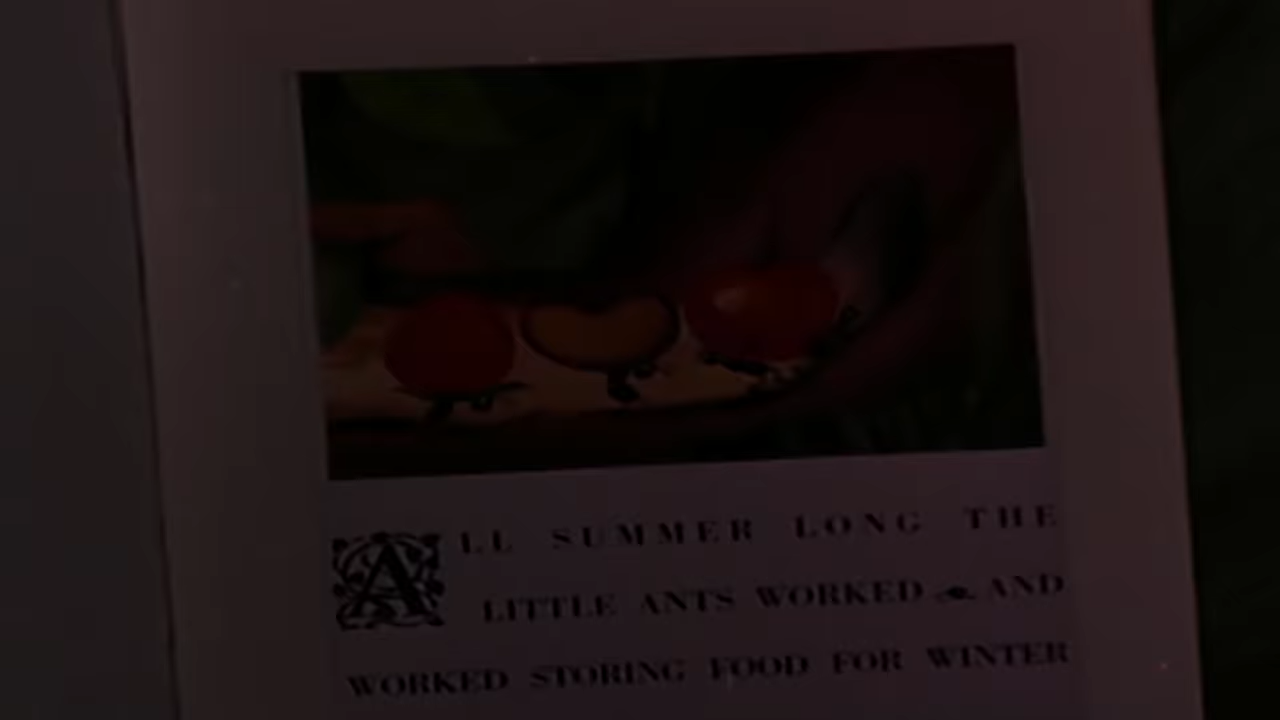 ALL SUMMER LONG THE
LITTLE ANTS WORKED AND
WORKED STORING FOOD FOR WINTER